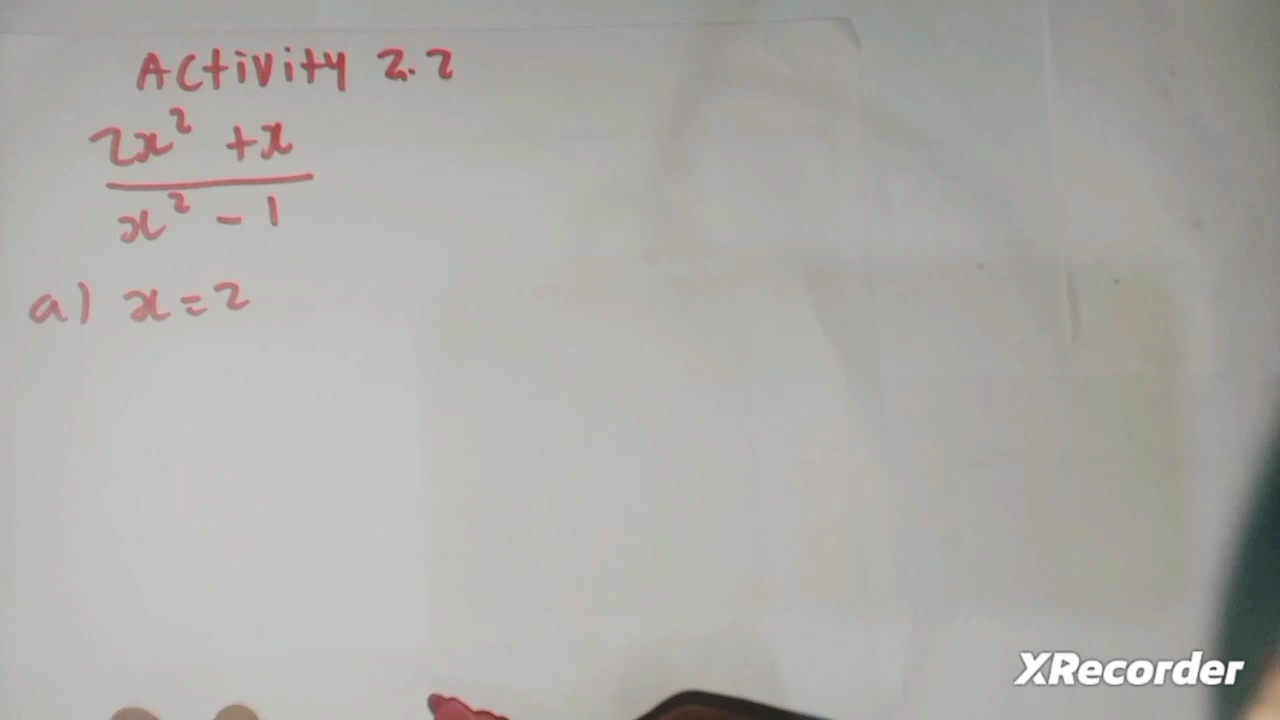 Activity 2.2
2x² + x
x² - 1
a) x = 2
XRecorder